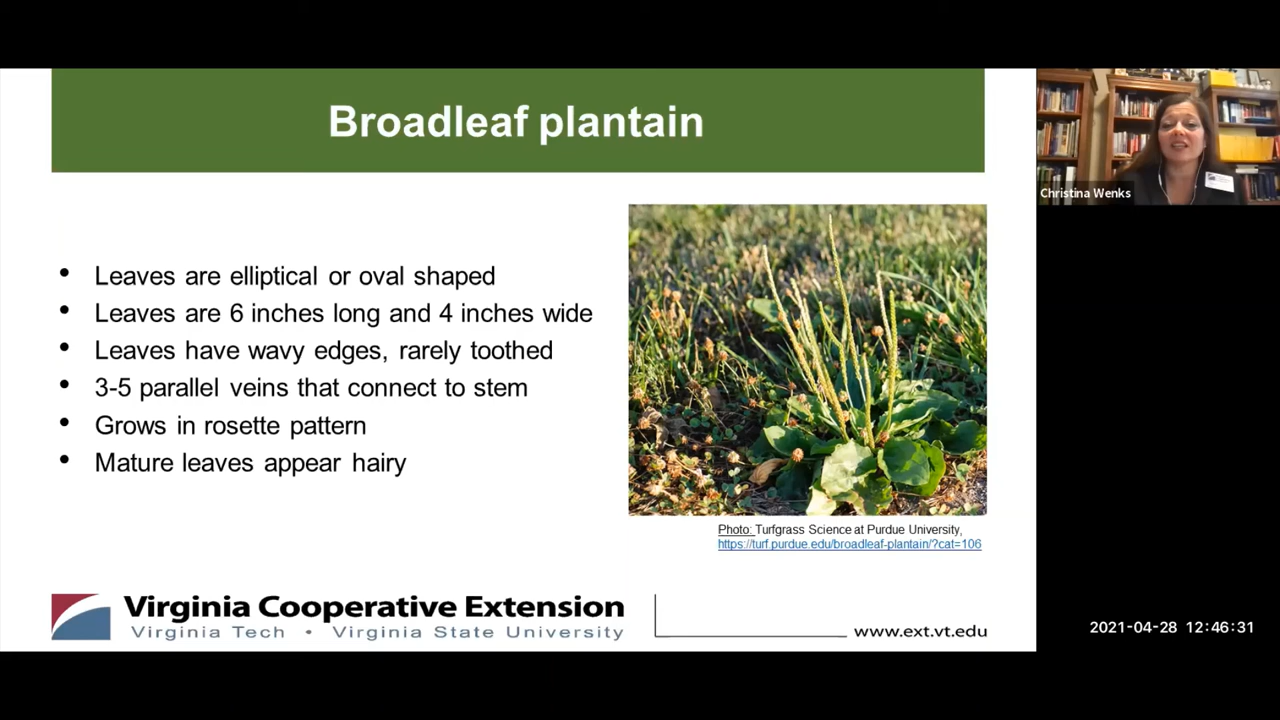 Broadleaf plantain
• Leaves are elliptical or oval shaped
• Leaves are 6 inches long and 4 inches wide
• Leaves have wavy edges, rarely toothed
• 3-5 parallel veins that connect to stem
• Grows in rosette pattern
• Mature leaves appear hairy
Photo: Turfgrass Science at Purdue University,
https://turf.purdue.edu/broadleaf-plantain/?cat=106
Virginia Cooperative Extension
Virginia Tech • Virginia State University
www.ext.vt.edu
Christina Wenks
2021-04-28 12:46:31